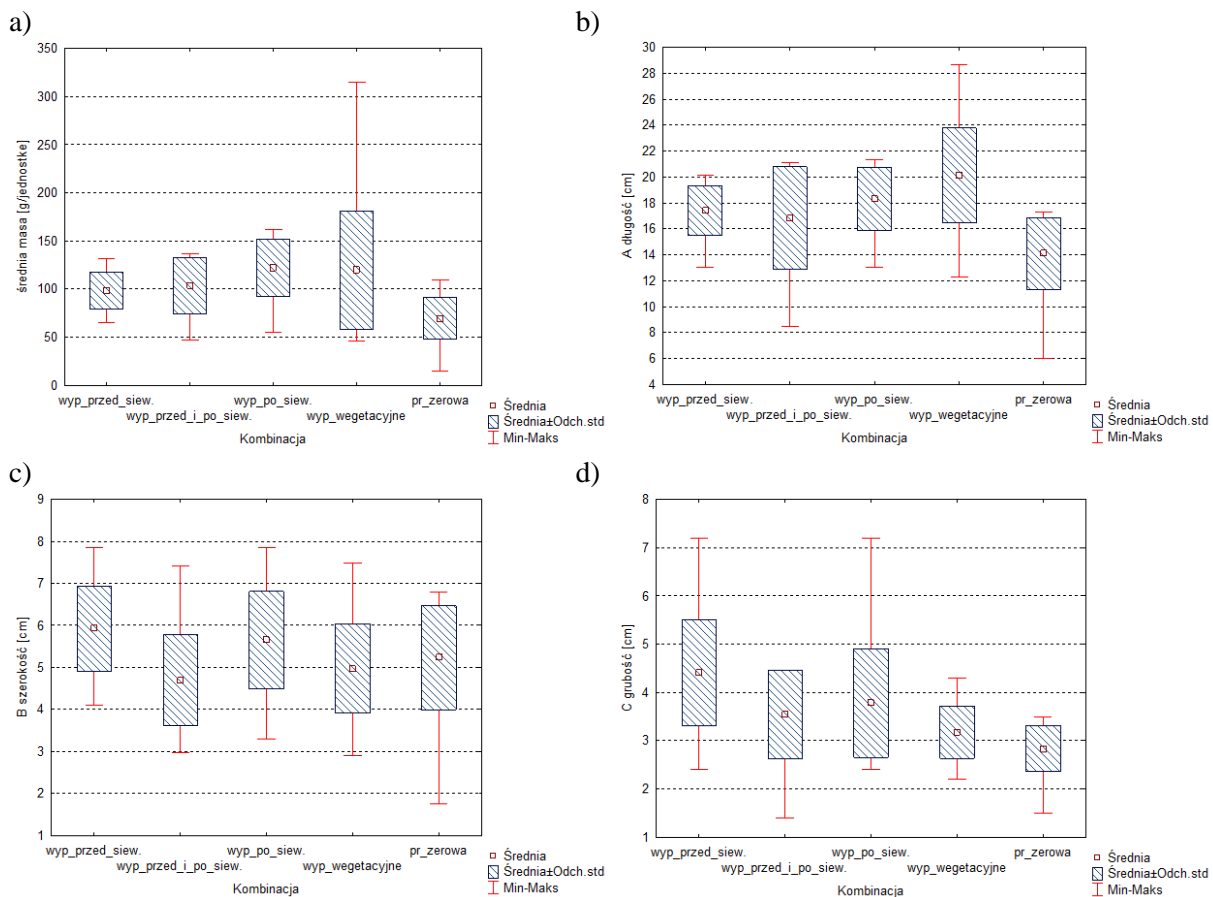 a)
350
300
250
200
150
100
50
0
średnia masa [g/jednostke]
wyp_przed_siew.
wyp_po_siew.
pr_zerowa
wyp_przed_i_po_siew.
wyp_wegetacyjne
Kombinacja
Średnia
Średnia±Odch.std
Min-Maks
b)
30
28
26
24
22
20
18
16
14
12
10
8
6
4
A długość [cm]
wyp_przed_siew.
wyp_po_siew.
pr_zerowa
wyp_przed_i_po_siew.
wyp_wegetacyjne
Kombinacja
Średnia
Średnia±Odch.std
Min-Maks
c)
9
8
7
6
5
4
3
2
1
B szerokość [cm]
wyp_przed_siew.
wyp_po_siew.
pr_zerowa
wyp_przed_i_po_siew.
wyp_wegetacyjne
Kombinacja
Średnia
Średnia±Odch.std
Min-Maks
d)
8
7
6
5
4
3
2
1
C grubość [cm]
wyp_przed_siew.
wyp_po_siew.
pr_zerowa
wyp_przed_i_po_siew.
wyp_wegetacyjne
Kombinacja
Średnia
Średnia±Odch.std
Min-Maks